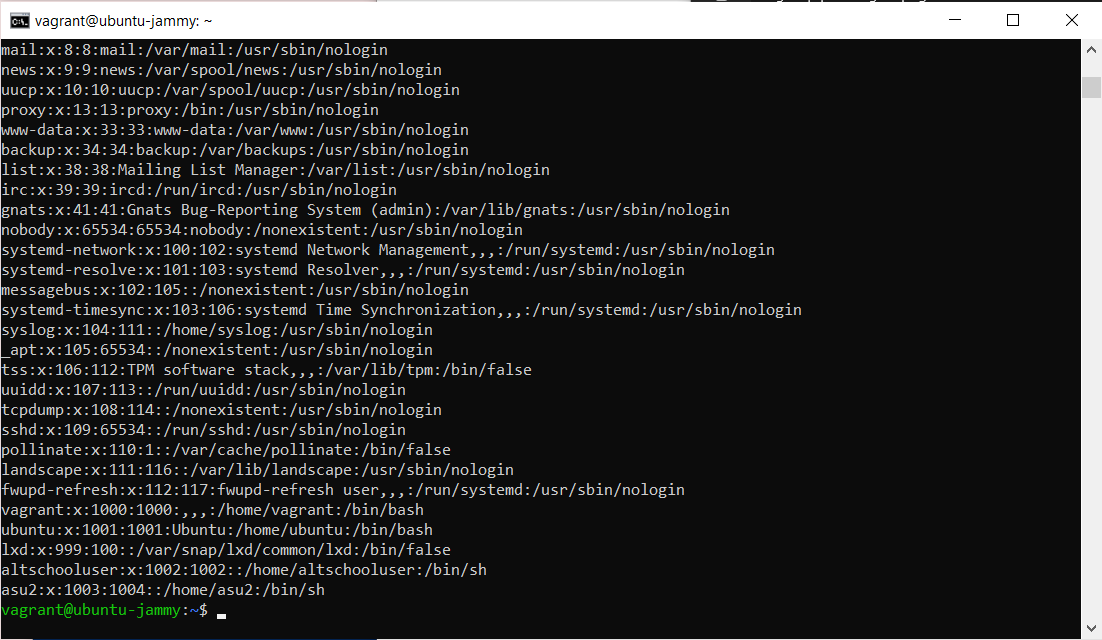 vagrant@ubuntu-jammy: ~
mail:x:8:8:mail:/var/mail:/usr/sbin/nologin
news:x:9:9:news:/var/spool/news:/usr/sbin/nologin
uucp:x:10:10:uucp:/var/spool/uucp:/usr/sbin/nologin
proxy:x:13:13:proxy:/bin:/usr/sbin/nologin
www-data:x:33:33:www-data:/var/www:/usr/sbin/nologin
backup:x:34:34:backup:/var/backups:/usr/sbin/nologin
list:x:38:38:Mailing List Manager:/var/list:/usr/sbin/nologin
irc:x:39:39:ircd:/run/ircd:/usr/sbin/nologin
gnats:x:41:41:Gnats Bug-Reporting System (admin):/var/lib/gnats:/usr/sbin/nologin
nobody:x:65534:65534:nobody:/nonexistent:/usr/sbin/nologin
systemd-network:x:100:102:systemd Network Management,,,:/run/systemd:/usr/sbin/nologin
systemd-resolve:x:101:103:systemd Resolver,,,:/run/systemd:/usr/sbin/nologin
messagebus:x:102:105::/nonexistent:/usr/sbin/nologin
systemd-timesync:x:103:106:systemd Time Synchronization,,,:/run/systemd:/usr/sbin/nologin
syslog:x:104:111::/home/syslog:/usr/sbin/nologin
_apt:x:105:65534::/nonexistent:/usr/sbin/nologin
tss:x:106:112:TPM software stack,,,:/var/lib/tpm:/bin/false
uuidd:x:107:113::/run/uuidd:/usr/sbin/nologin
tcpdump:x:108:114::/nonexistent:/usr/sbin/nologin
sshd:x:109:65534::/run/sshd:/usr/sbin/nologin
pollinate:x:110:1::/var/cache/pollinate:/bin/false
landscape:x:111:116::/var/lib/landscape:/usr/sbin/nologin
fwupd-refresh:x:112:117:fwupd-refresh user,,,:/run/systemd:/usr/sbin/nologin
vagrant:x:1000:1000:,,,:/home/vagrant:/bin/bash
ubuntu:x:1001:1001:Ubuntu:/home/ubuntu:/bin/bash
lxd:x:999:100::/var/snap/lxd/common/lxd:/bin/false
altschooluser:x:1002:1002::/home/altschooluser:/bin/sh
asu2:x:1003:1004::/home/asu2:/bin/sh
vagrant@ubuntu-jammy:~$